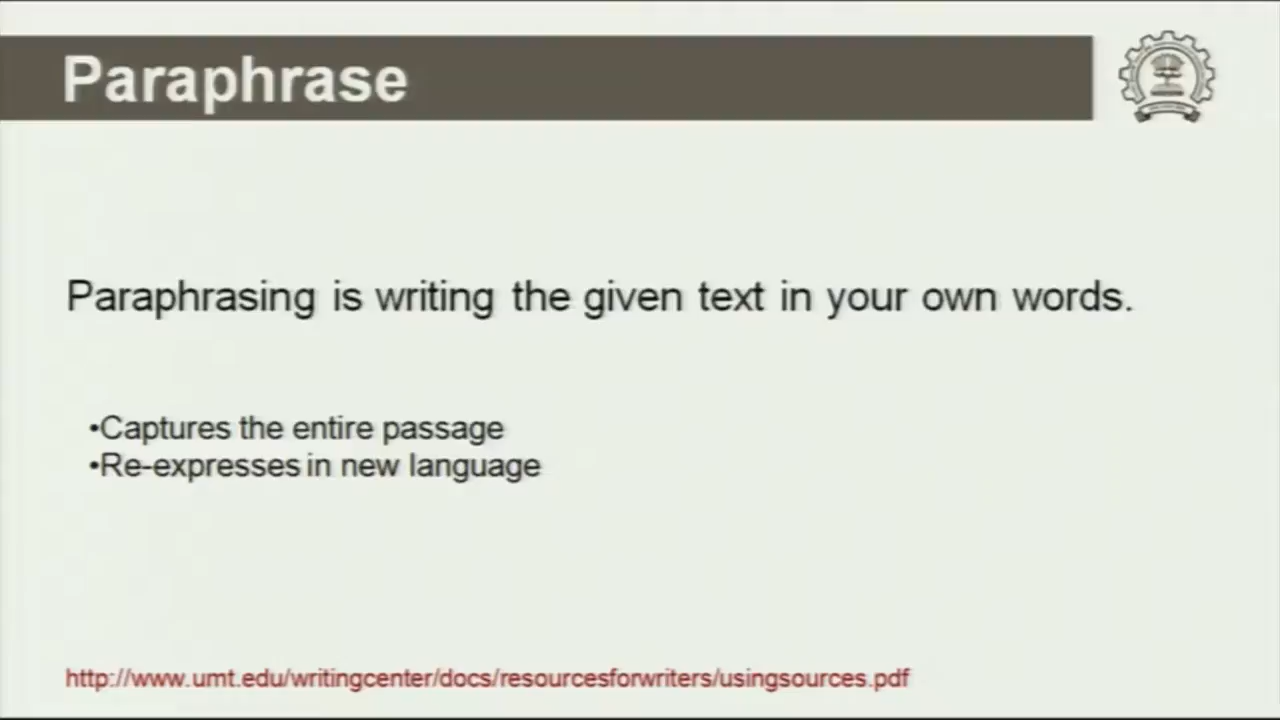 Paraphrase
Paraphrasing is writing the given text in your own words.
•Captures the entire passage
•Re-expresses in new language
http://www.umt.edu/writingcenter/docs/resourcesforwriters/usingsources.pdf